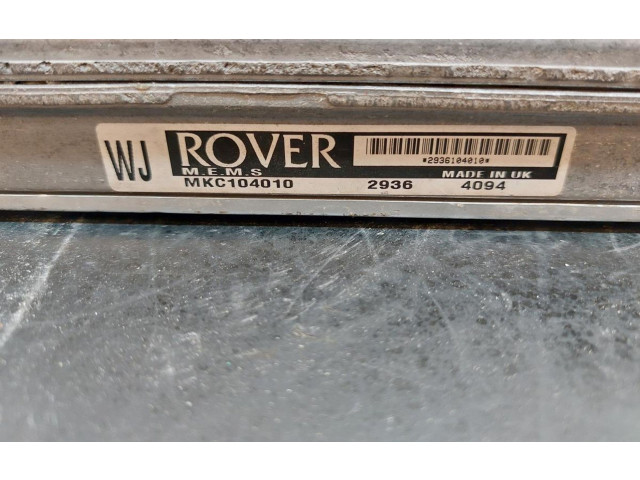 WJ
ROVER
M.E.M.S
*2936104010*
MADE IN UK
MKC104010 2936 4094